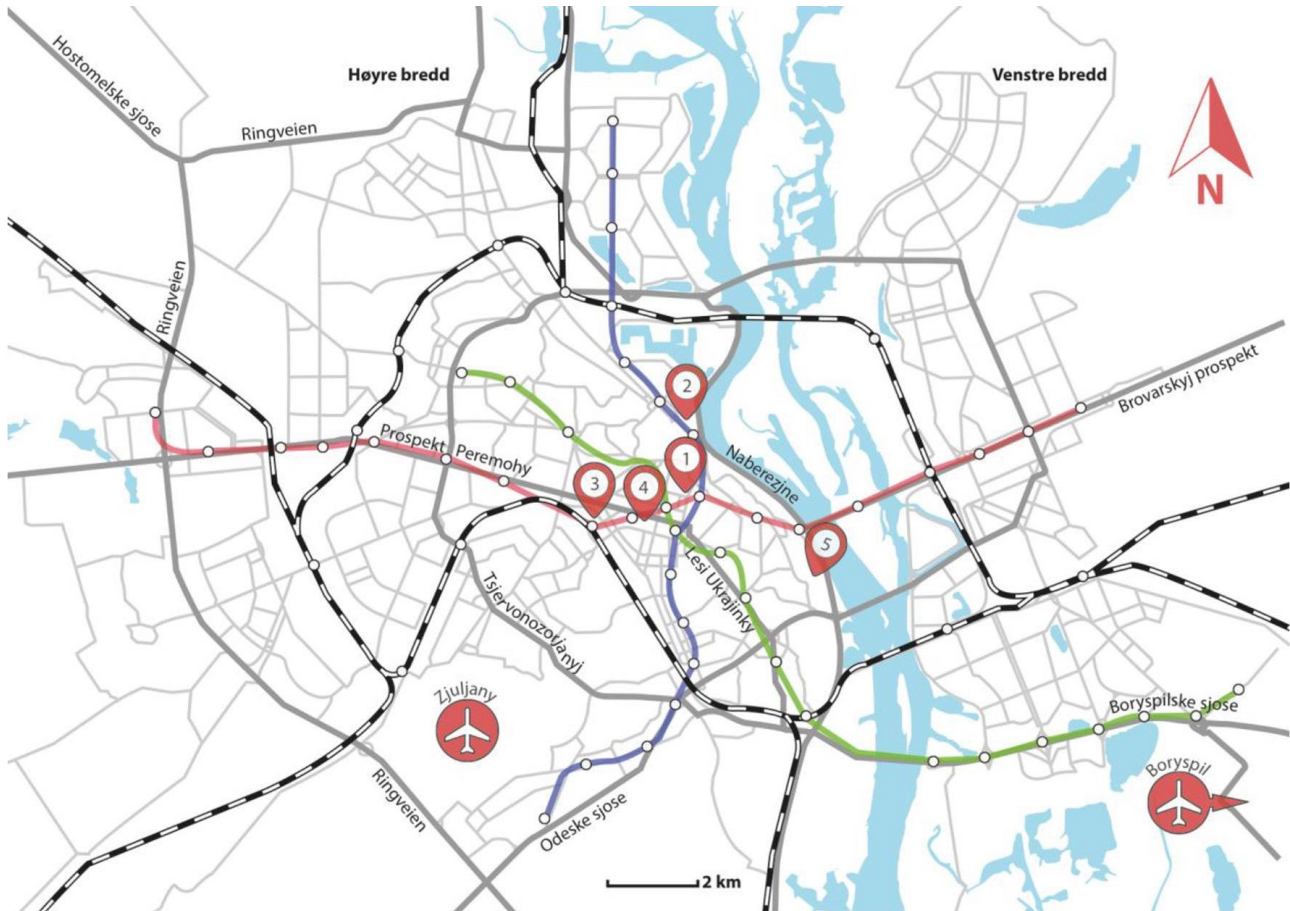 Høyre bredd
Venstre bredd
Hostomelske sjose
Ringveien
N
Ringveien
Brovarskyj prospekt
2
Prospekt Peremohy
1
Naberezjne
3
4
5
Lesi Ukrajinky
Tsjervonozorjanyj
Zjuljany
Boryspilske sjose
Boryspil
Ringveien
Odeske sjose
2 km